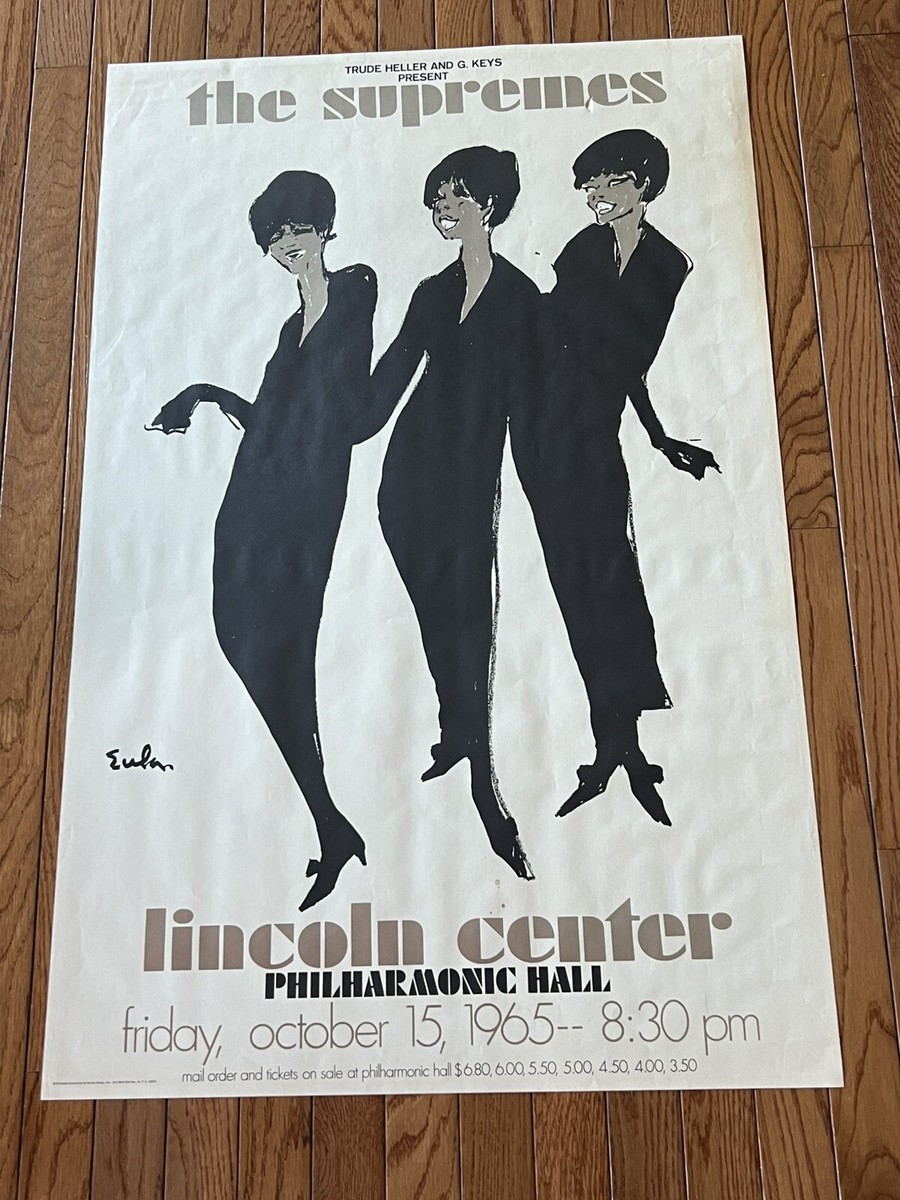 TRUDE HELLER AND G. KEYS
PRESENT
the supremes
Eula
lincoln center
PHILHARMONIC HALL
friday, october 15, 1965-- 8:30 pm
mail order and tickets on sale at philharmonic hall $6.80, 6.00, 5.50, 5.00, 4.50, 4.00, 3.50